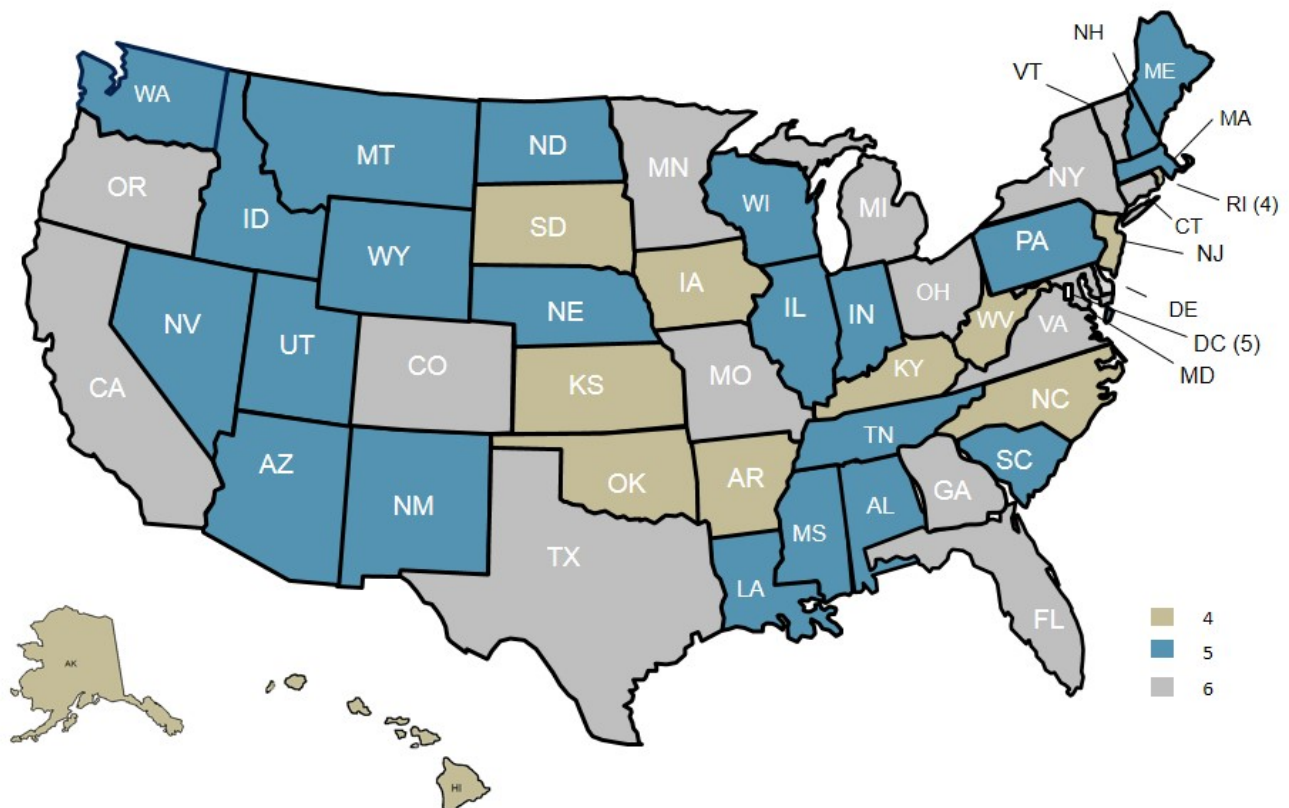 NH
VT
ME
WA
MT
ND
MN
MA
OR
ID
SD
WI
MI
NY
RI (4)
CT
WY
PA
NJ
IA
NE
OH
DE
NV
UT
IL
IN
WV
VA
DC (5)
MD
CA
CO
KS
MO
KY
NC
AZ
NM
OK
AR
TN
SC
GA
TX
MS
AL
LA
FL
4
5
6
AK
HI